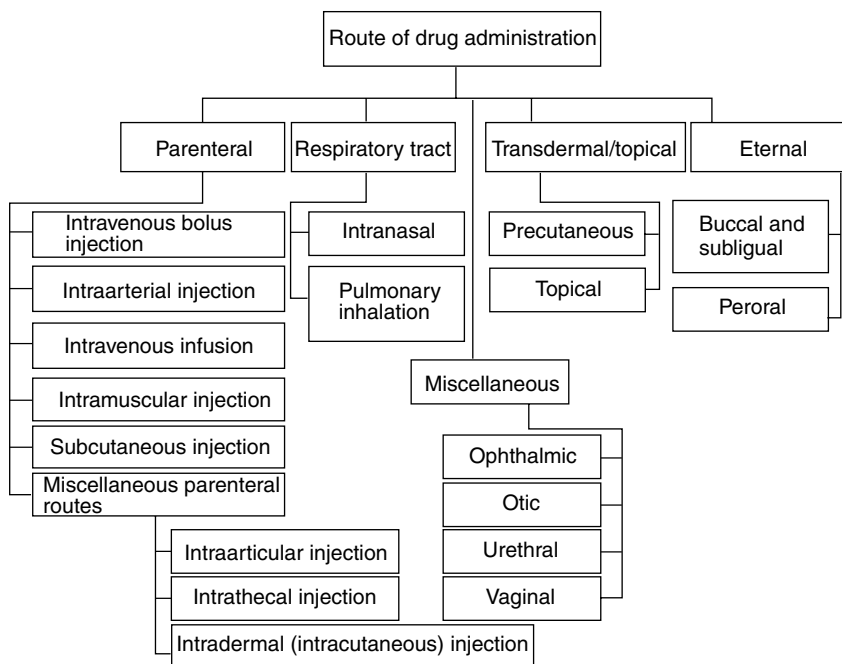 Route of drug administration
Parenteral
Respiratory tract
Transdermal/topical
Eternal
Intravenous bolus
injection
Intraarterial injection
Intravenous infusion
Intramuscular injection
Subcutaneous injection
Miscellaneous parenteral
routes
Intraarticular injection
Intrathecal injection
Intradermal (intracutaneous) injection
Intranasal
Pulmonary
inhalation
Precutaneous
Topical
Buccal and
subligual
Peroral
Miscellaneous
Ophthalmic
Otic
Urethral
Vaginal